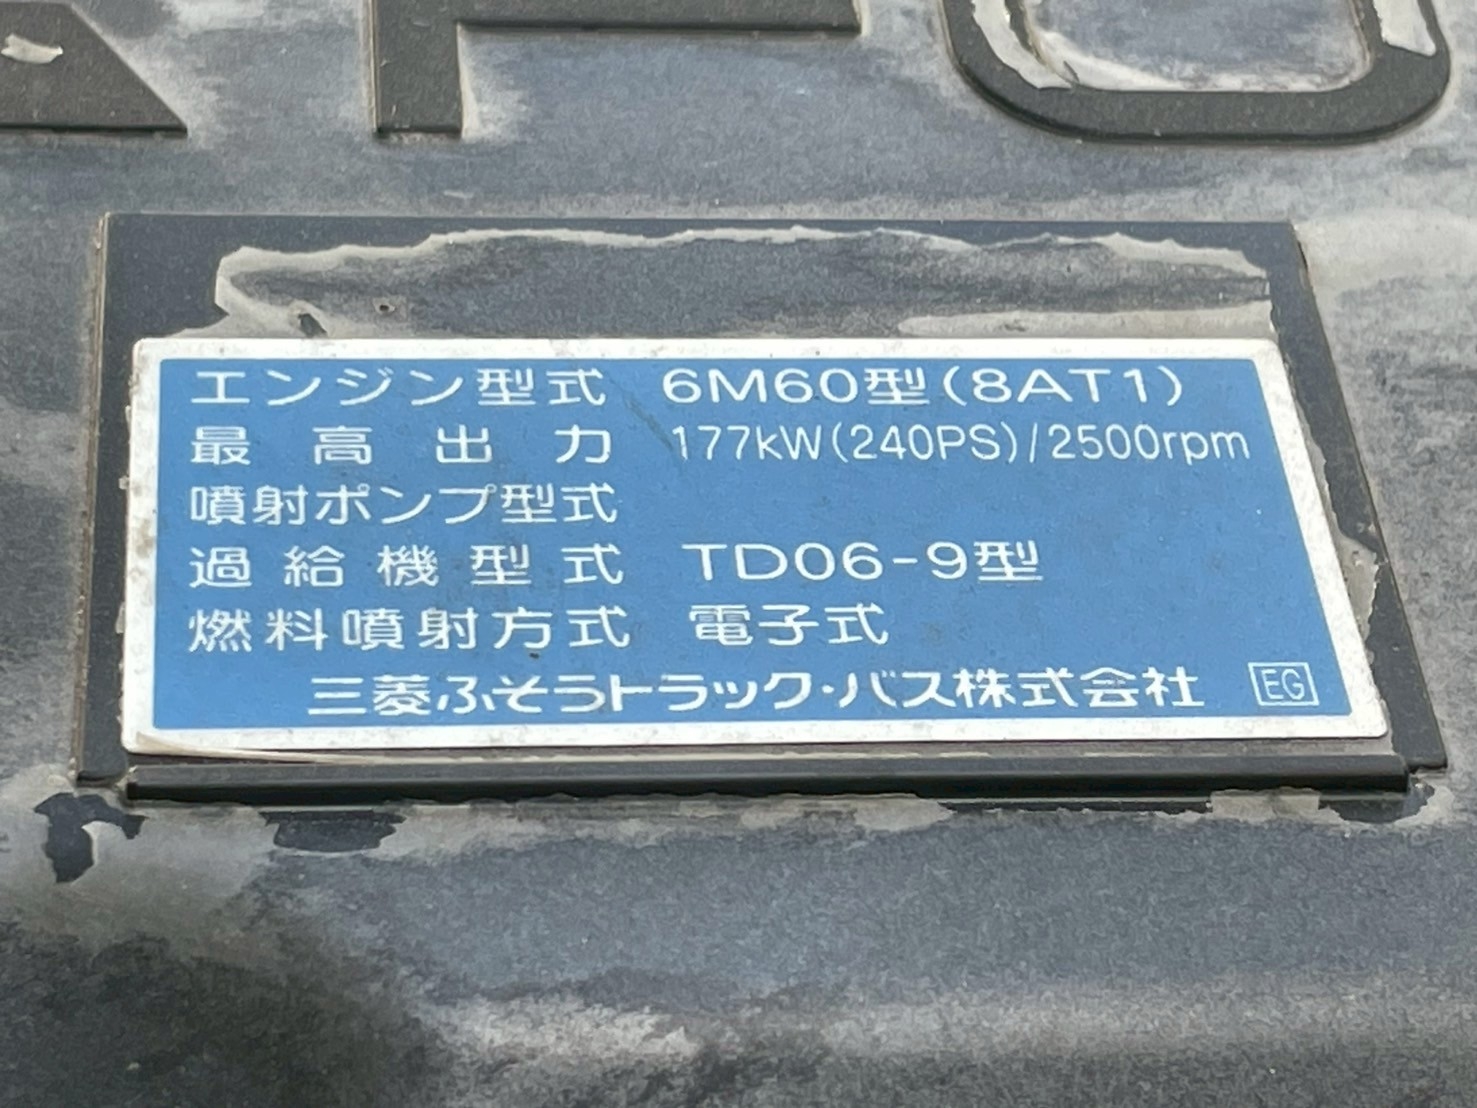 エンジン型式 6M60型(8AT1)
最高出力 177kW(240PS)/2500rpm
噴射ポンプ型式
過給機型式 TD06-9型
燃料噴射方式 電子式
三菱ふそうトラック・バス株式会社 EG